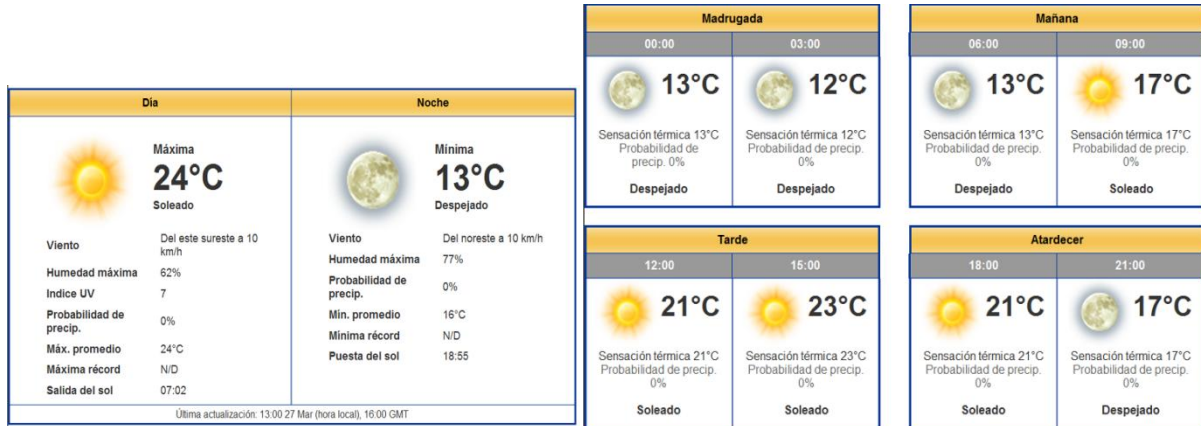 Día
Noche
Máxima
24°C
Soleado
Mínima
13°C
Despejado
Viento
Del este sureste a 10
km/h
Humedad máxima
62%
Indice UV
7
Probabilidad de
precip.
0%
Máx. promedio
24°C
Máxima récord
N/D
Salida del sol
07:02
Viento
Del noreste a 10 km/h
Humedad máxima
77%
Probabilidad de
precip.
0%
Mín. promedio
16°C
Mínima récord
N/D
Puesta del sol
18:55
Última actualización: 13:00 27 Mar (hora local), 16:00 GMT
Madrugada
00:00
03:00
13°C
12°C
Sensación térmica 13°C
Probabilidad de
precip. 0%
Despejado
Sensación térmica 12°C
Probabilidad de precip.
0%
Despejado
Mañana
06:00
09:00
13°C
17°C
Sensación térmica 13°C
Probabilidad de precip.
0%
Despejado
Sensación térmica 17°C
Probabilidad de precip.
0%
Soleado
Tarde
12:00
15:00
21°C
23°C
Sensación térmica 21°C
Probabilidad de precip.
0%
Soleado
Sensación térmica 23°C
Probabilidad de precip.
0%
Soleado
Atardecer
18:00
21:00
21°C
17°C
Sensación térmica 21°C
Probabilidad de precip.
0%
Soleado
Sensación térmica 17°C
Probabilidad de precip.
0%
Despejado